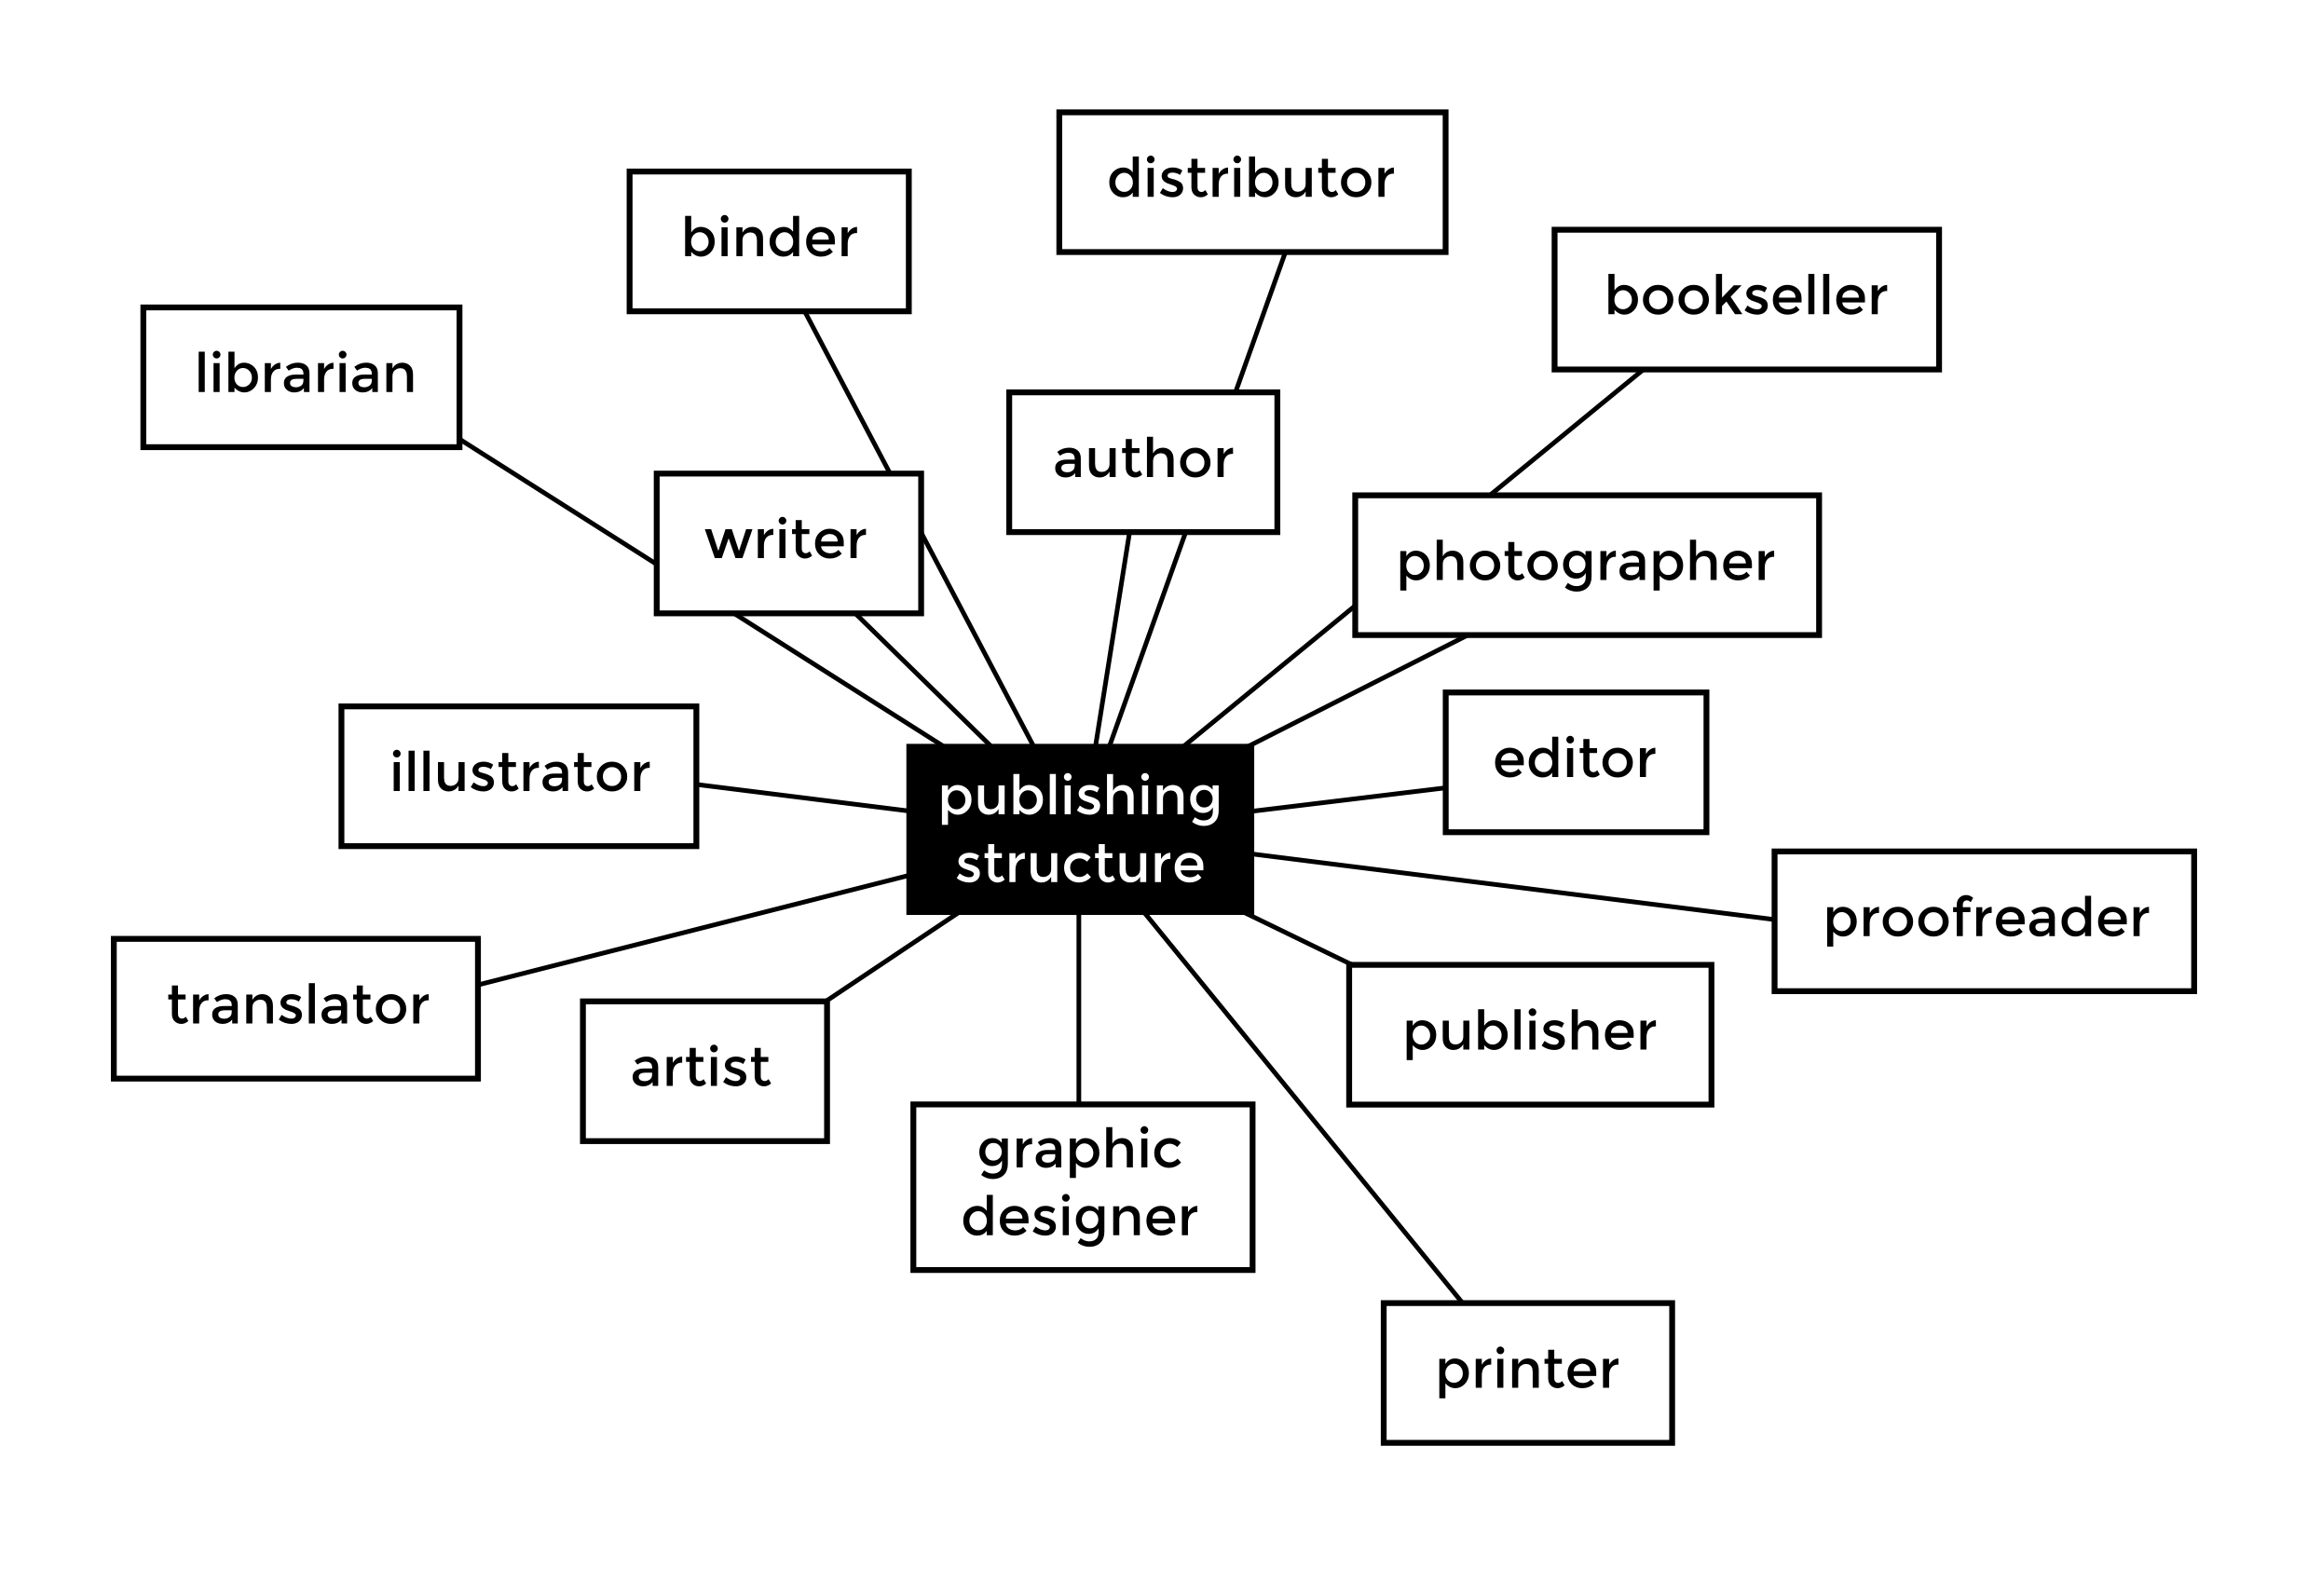 distributor
binder
bookseller
librarian
author
writer
photographer
editor
illustrator
publishing
structure
proofreader
translator
publisher
artist
graphic
designer
printer